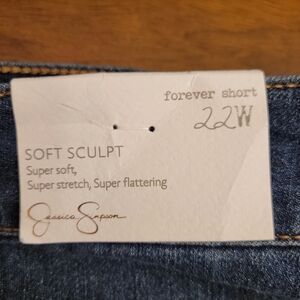 forever short
22W
SOFT SCULPT
Super soft,
Super stretch, Super flattering
Jessica Simpson